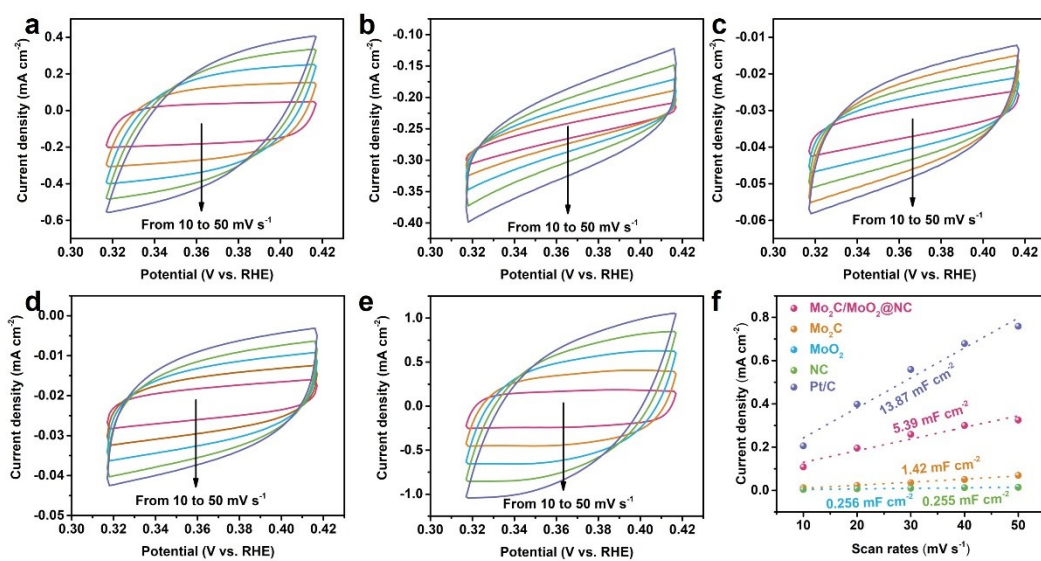 a
Current density (mA cm⁻²)
0.4
0.2
0.0
-0.2
-0.4
-0.6
From 10 to 50 mV s⁻¹
0.30 0.32 0.34 0.36 0.38 0.40 0.42
Potential (V vs. RHE)
b
Current density (mA cm⁻²)
-0.10
-0.15
-0.20
-0.25
-0.30
-0.35
-0.40
From 10 to 50 mV s⁻¹
0.30 0.32 0.34 0.36 0.38 0.40 0.42
Potential (V vs. RHE)
c
Current density (mA cm⁻²)
-0.01
-0.02
-0.03
-0.04
-0.05
-0.06
From 10 to 50 mV s⁻¹
0.30 0.32 0.34 0.36 0.38 0.40 0.42
Potential (V vs. RHE)
d
Current density (mA cm⁻²)
0.00
-0.01
-0.02
-0.03
-0.04
-0.05
From 10 to 50 mV s⁻¹
0.30 0.32 0.34 0.36 0.38 0.40 0.42
Potential (V vs. RHE)
e
Current density (mA cm⁻²)
1.0
0.5
0.0
-0.5
-1.0
From 10 to 50 mV s⁻¹
0.30 0.32 0.34 0.36 0.38 0.40 0.42
Potential (V vs. RHE)
f
Current density (mA cm⁻²)
0.8
0.6
0.4
0.2
0.0
Mo₂C/MoO₂@NC
Mo₂C
MoO₂
NC
Pt/C
13.87 mF cm⁻²
5.39 mF cm⁻²
1.42 mF cm⁻²
0.256 mF cm⁻²
0.255 mF cm⁻²
10 20 30 40 50
Scan rates (mV s⁻¹)